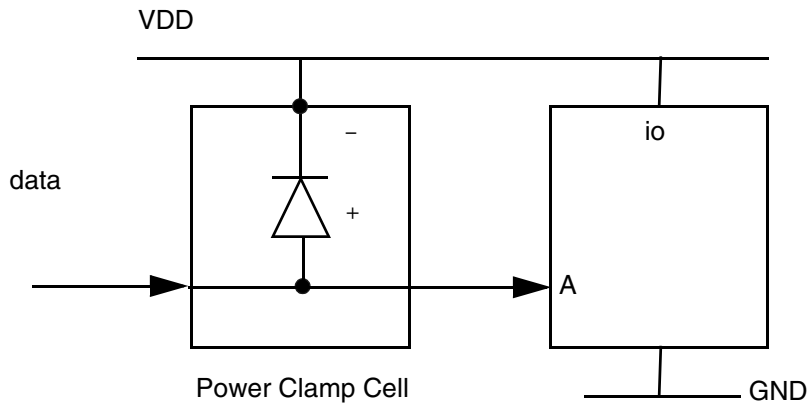 VDD
−
io
data
+
A
Power Clamp Cell
GND